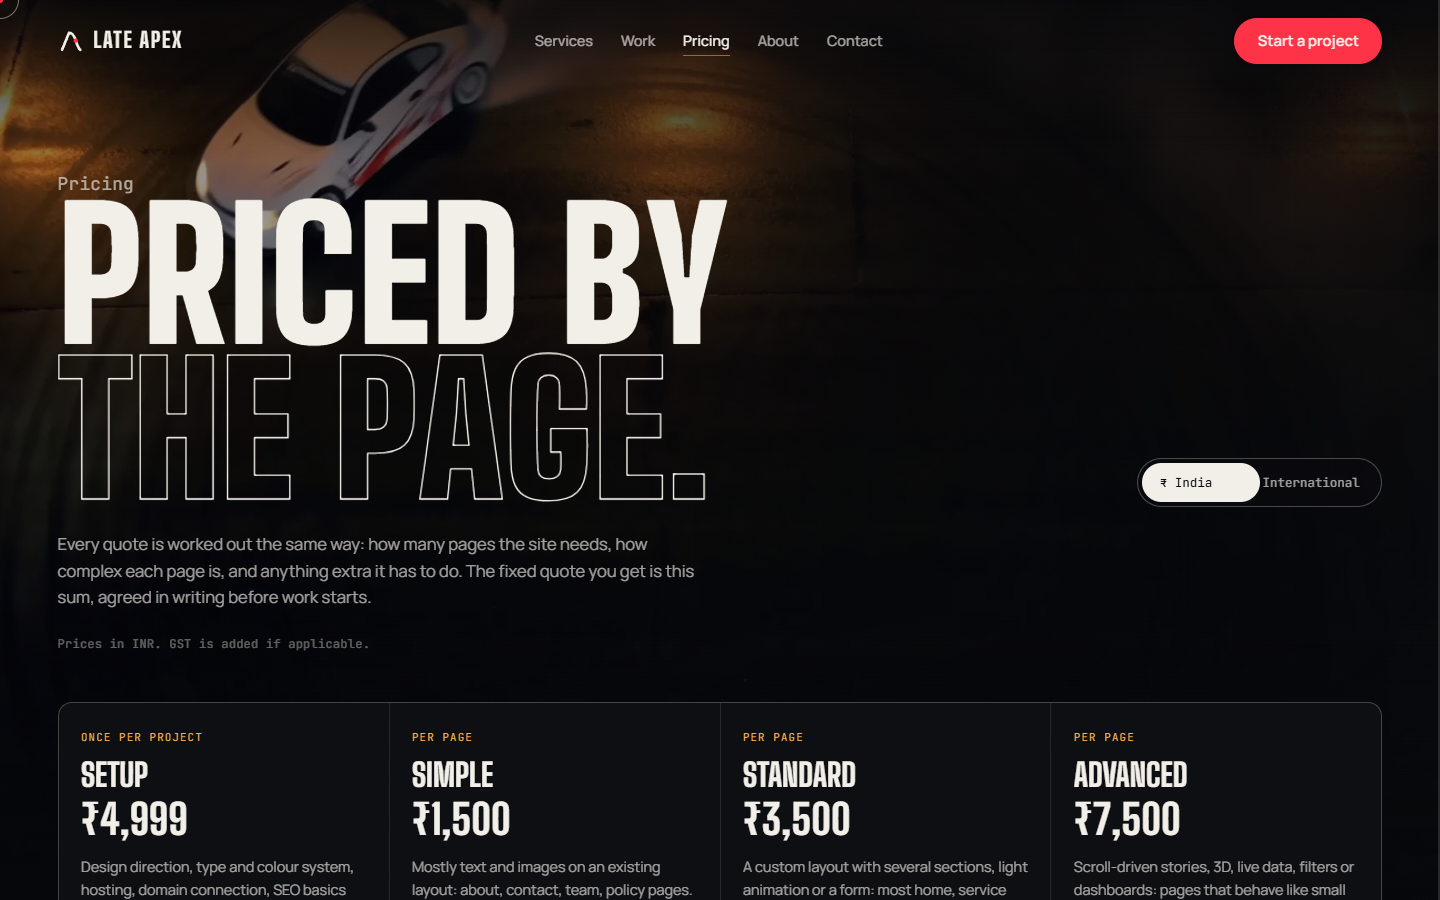 LATE APEX
Services Work Pricing About Contact
Start a project
Pricing
PRICED BY
THE PAGE.
₹ India International
Every quote is worked out the same way: how many pages the site needs, how
complex each page is, and anything extra it has to do. The fixed quote you get is this
sum, agreed in writing before work starts.
Prices in INR. GST is added if applicable.
ONCE PER PROJECT
SETUP
₹4,999
Design direction, type and colour system,
hosting, domain connection, SEO basics
PER PAGE
SIMPLE
₹1,500
Mostly text and images on an existing
layout: about, contact, team, policy pages.
PER PAGE
STANDARD
₹3,500
A custom layout with several sections, light
animation or a form: most home, service
PER PAGE
ADVANCED
₹7,500
Scroll-driven stories, 3D, live data, filters or
dashboards: pages that behave like small